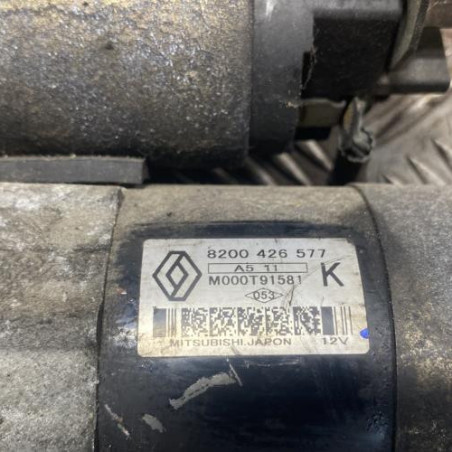 8200 426 577
A5 11
M000T91581 K
053
MITSUBISHI.JAPON 12V